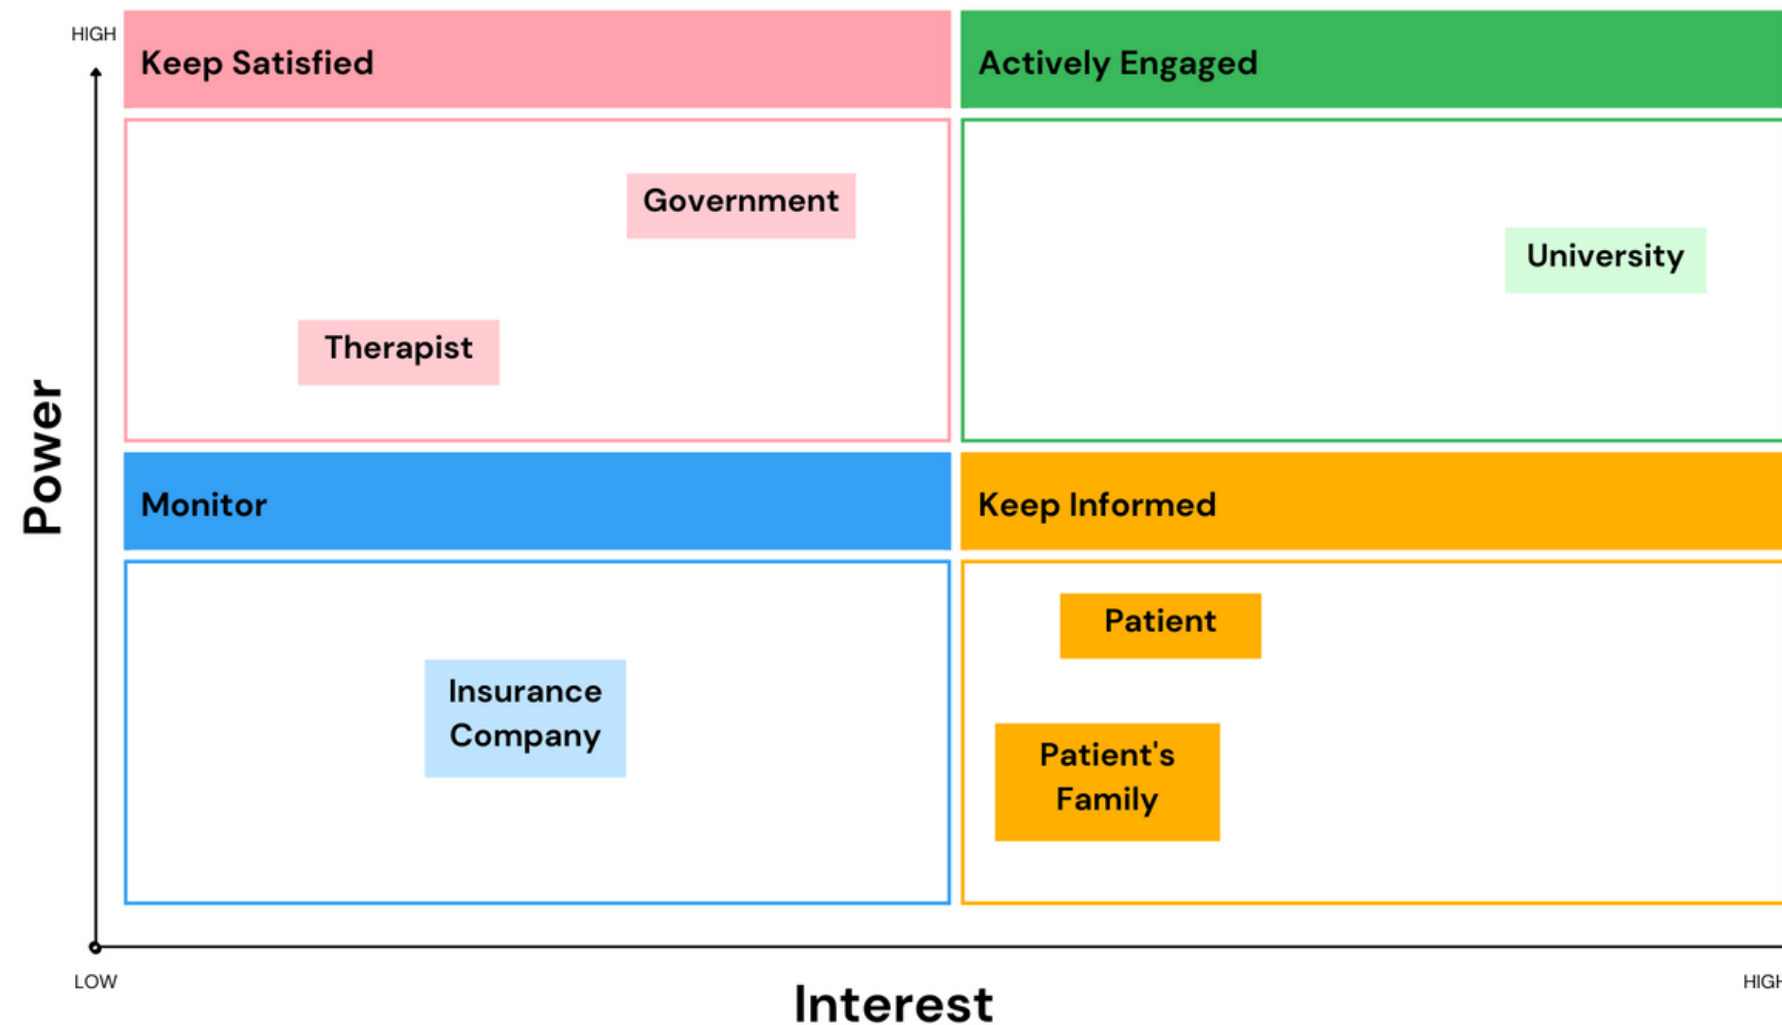 HIGH
Keep Satisfied
Actively Engaged
Government
University
Therapist
Power
Monitor
Keep Informed
Patient
Insurance
Company
Patient's
Family
LOW
HIGH
Interest